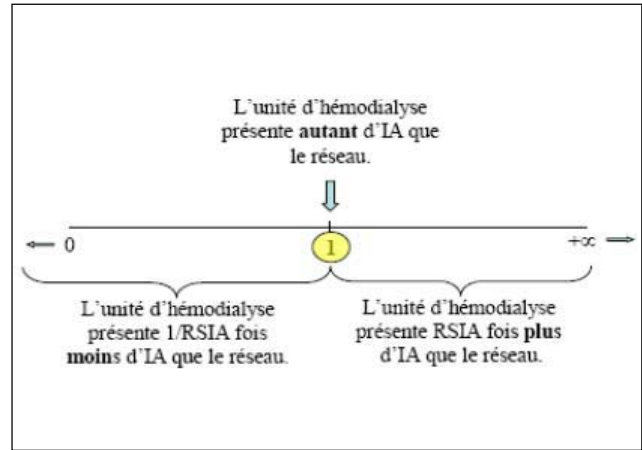 L'unité d'hémodialyse
présente autant d'IA que
le réseau.
0
1
+∞
L'unité d'hémodialyse
présente 1/RSIA fois
moins d'IA que le réseau.
L'unité d'hémodialyse
présente RSIA fois plus
d'IA que le réseau.